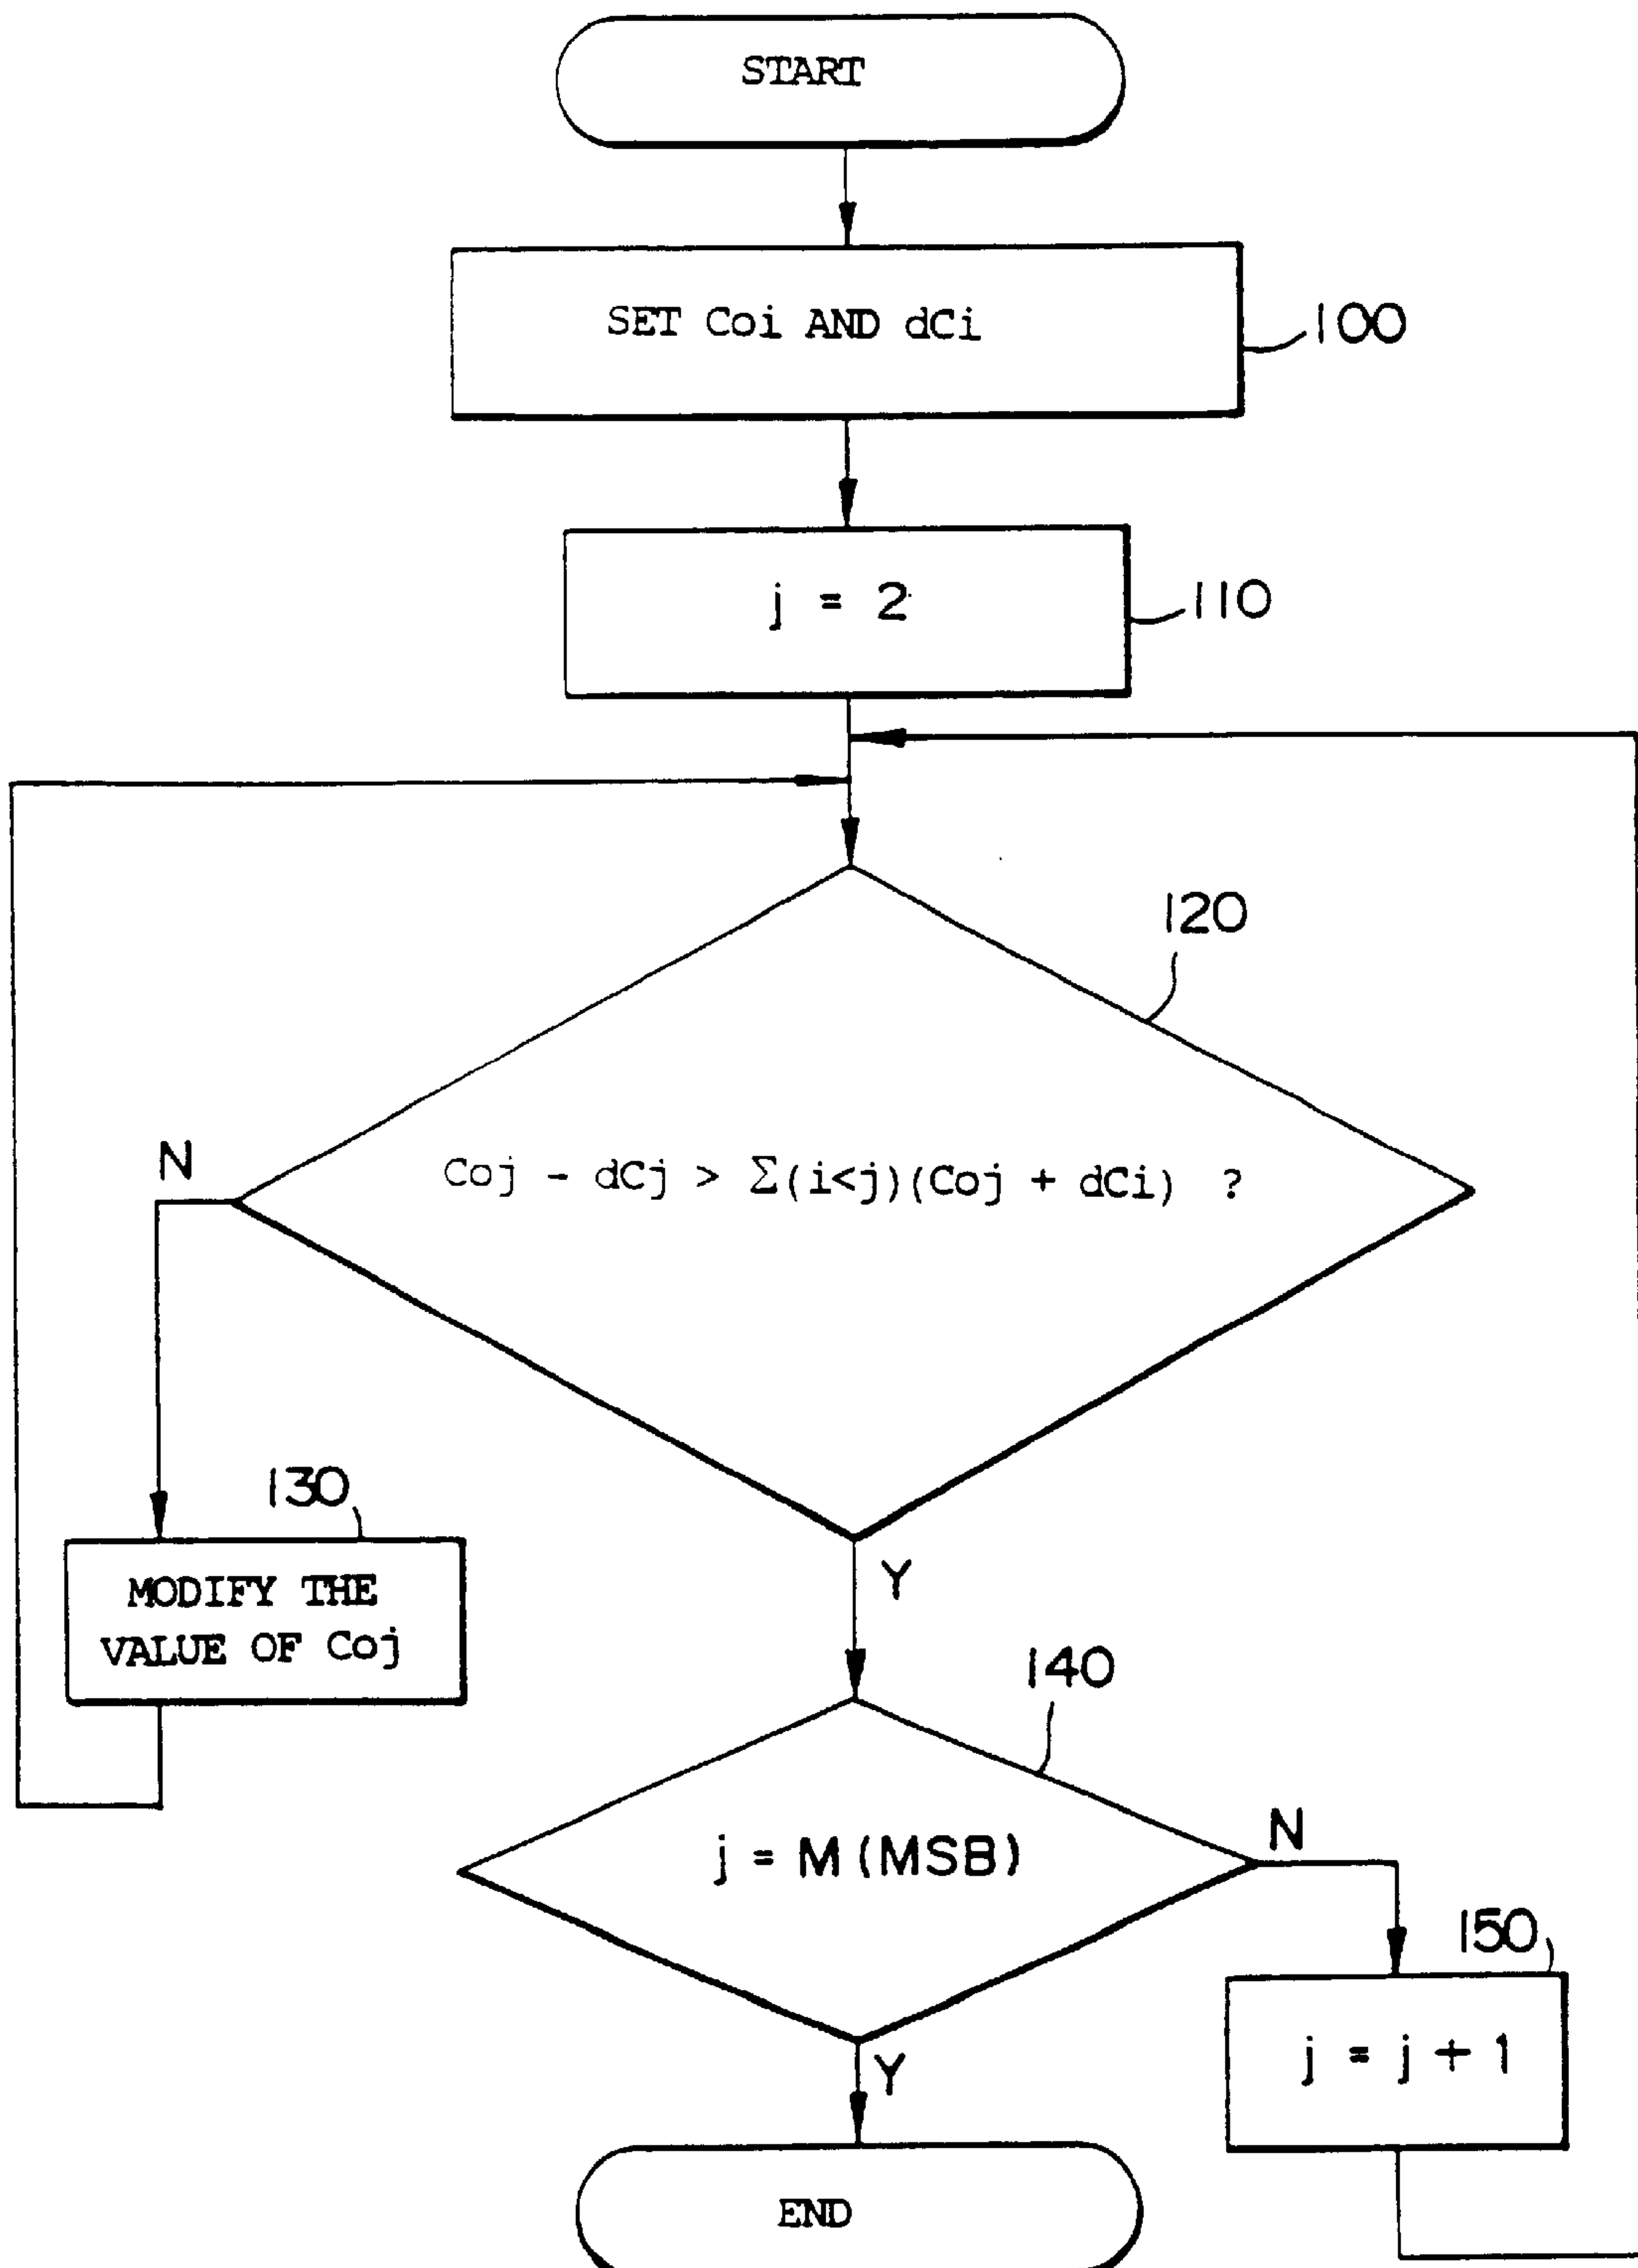 START
SET Coi AND dCi
100
j = 2
110
120
N
Coj - dCj > Σ(i<j)(Coj + dCi) ?
130
MODIFY THE
VALUE OF Coj
Y
140
j = M (MSB)
N
150
j = j + 1
Y
END